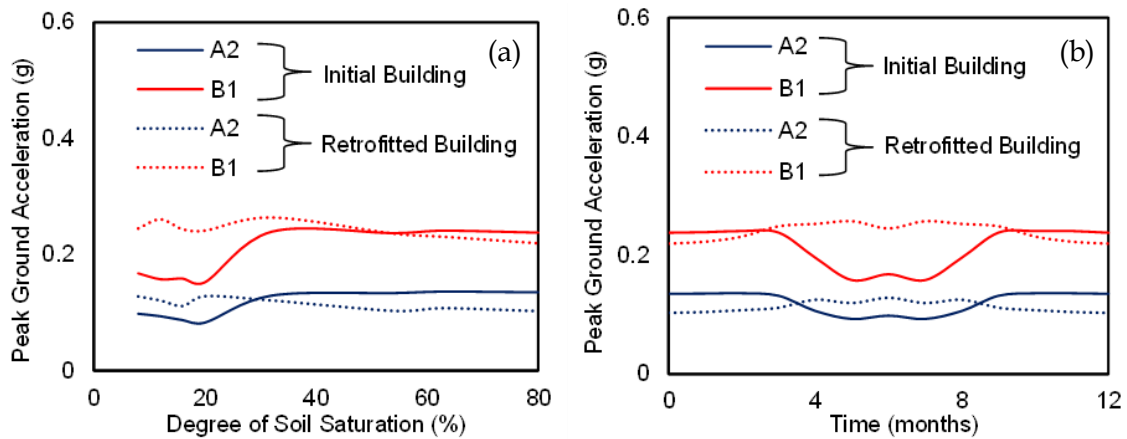 0.6
(a)
A2
Initial Building
B1
A2
Retrofitted Building
B1
0.4
0.2
0
0 20 40 60 80
Peak Ground Acceleration (g)
Degree of Soil Saturation (%)
0.6
(b)
A2
Initial Building
B1
A2
Retrofitted Building
B1
0.4
0.2
0
0 4 8 12
Peak Ground Acceleration (g)
Time (months)